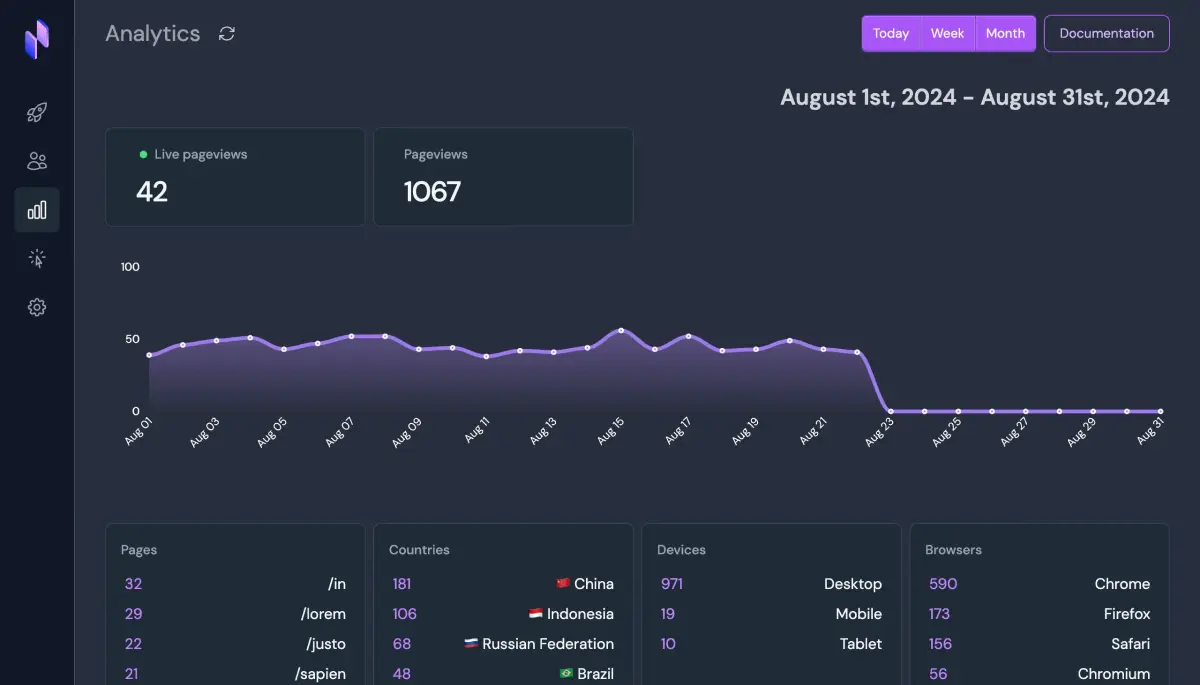 Analytics
Today Week Month Documentation
August 1st, 2024 - August 31st, 2024
Live pageviews
42
Pageviews
1067
100
50
0
Aug 01 Aug 03 Aug 05 Aug 07 Aug 09 Aug 11 Aug 13 Aug 15 Aug 17 Aug 19 Aug 21 Aug 23 Aug 25 Aug 27 Aug 29 Aug 31
Pages
32 /in
29 /lorem
22 /justo
21 /sapien
Countries
181 China
106 Indonesia
68 Russian Federation
48 Brazil
Devices
971 Desktop
19 Mobile
10 Tablet
Browsers
590 Chrome
173 Firefox
156 Safari
56 Chromium